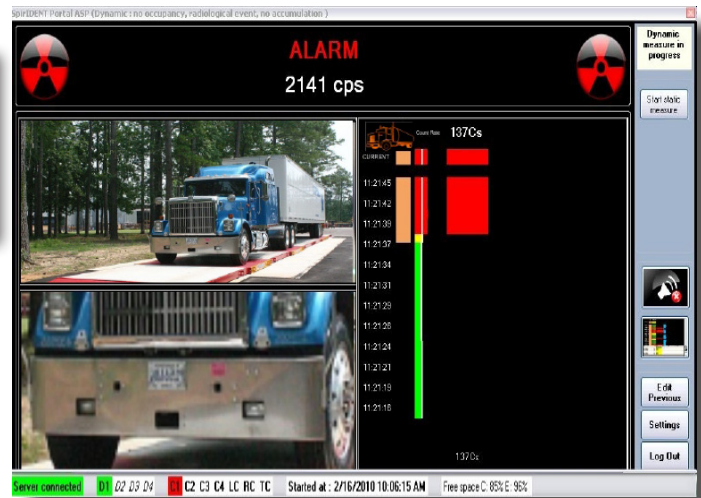 SpirIDENT Portal ASP (Dynamic : no occupancy, radiological event, no accumulation )
ALARM
2141 cps
Dynamic
measure in
progress
Start static
measure
Count Rate
137Cs
CURRENT
11:21:45
11:21:42
11:21:39
11:21:37
11:21:34
11:21:31
11:21:29
11:21:26
11:21:24
11:21:21
11:21:19
11:21:16
137Cs
Edit
Previous
Settings
Log Out
Server connected D1 D2 D3 D4 C1 C2 C3 C4 LC RC TC Started at : 2/16/2010 10:06:15 AM Free space C: 85% E: 96%